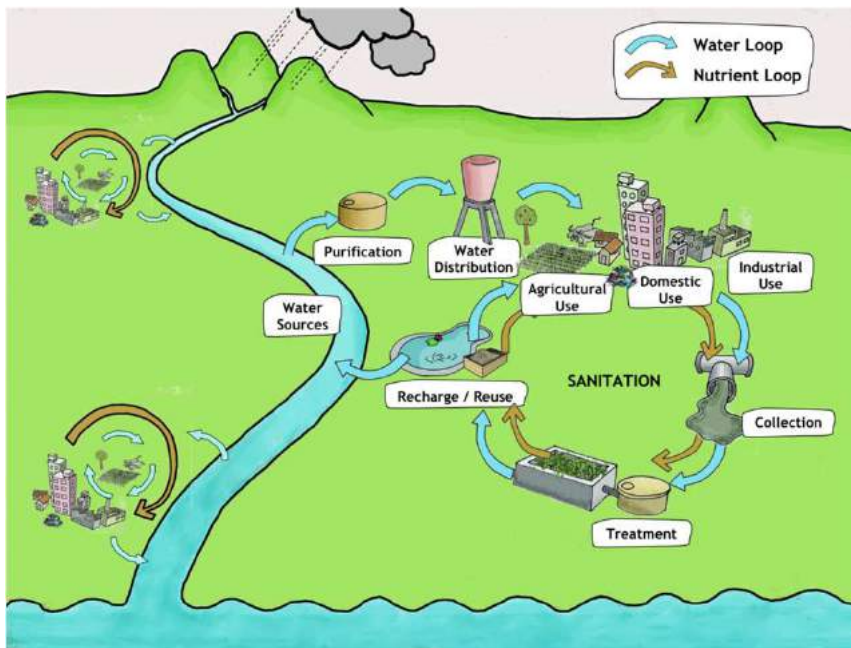 Water Loop
Nutrient Loop
Purification
Water
Distribution
Agricultural
Use
Domestic
Use
Industrial
Use
Water
Sources
Recharge / Reuse
SANITATION
Collection
Treatment